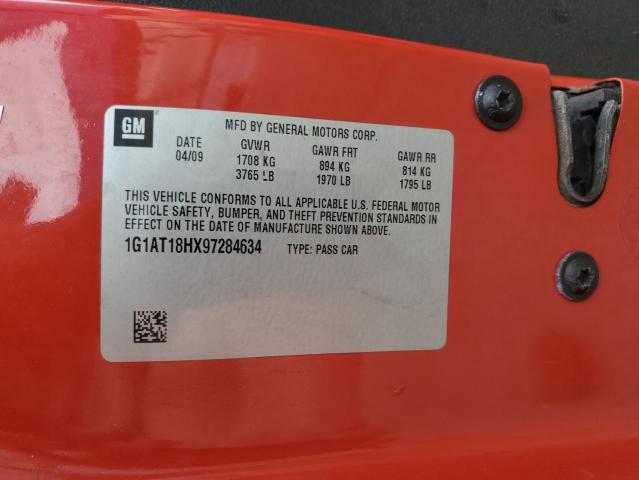 GM
MFD BY GENERAL MOTORS CORP.
DATE GVWR GAWR FRT GAWR RR
04/09 1708 KG 894 KG 814 KG
3765 LB 1970 LB 1795 LB
THIS VEHICLE CONFORMS TO ALL APPLICABLE U.S. FEDERAL MOTOR
VEHICLE SAFETY, BUMPER, AND THEFT PREVENTION STANDARDS IN
EFFECT ON THE DATE OF MANUFACTURE SHOWN ABOVE.
1G1AT18HX97284634 TYPE: PASS CAR